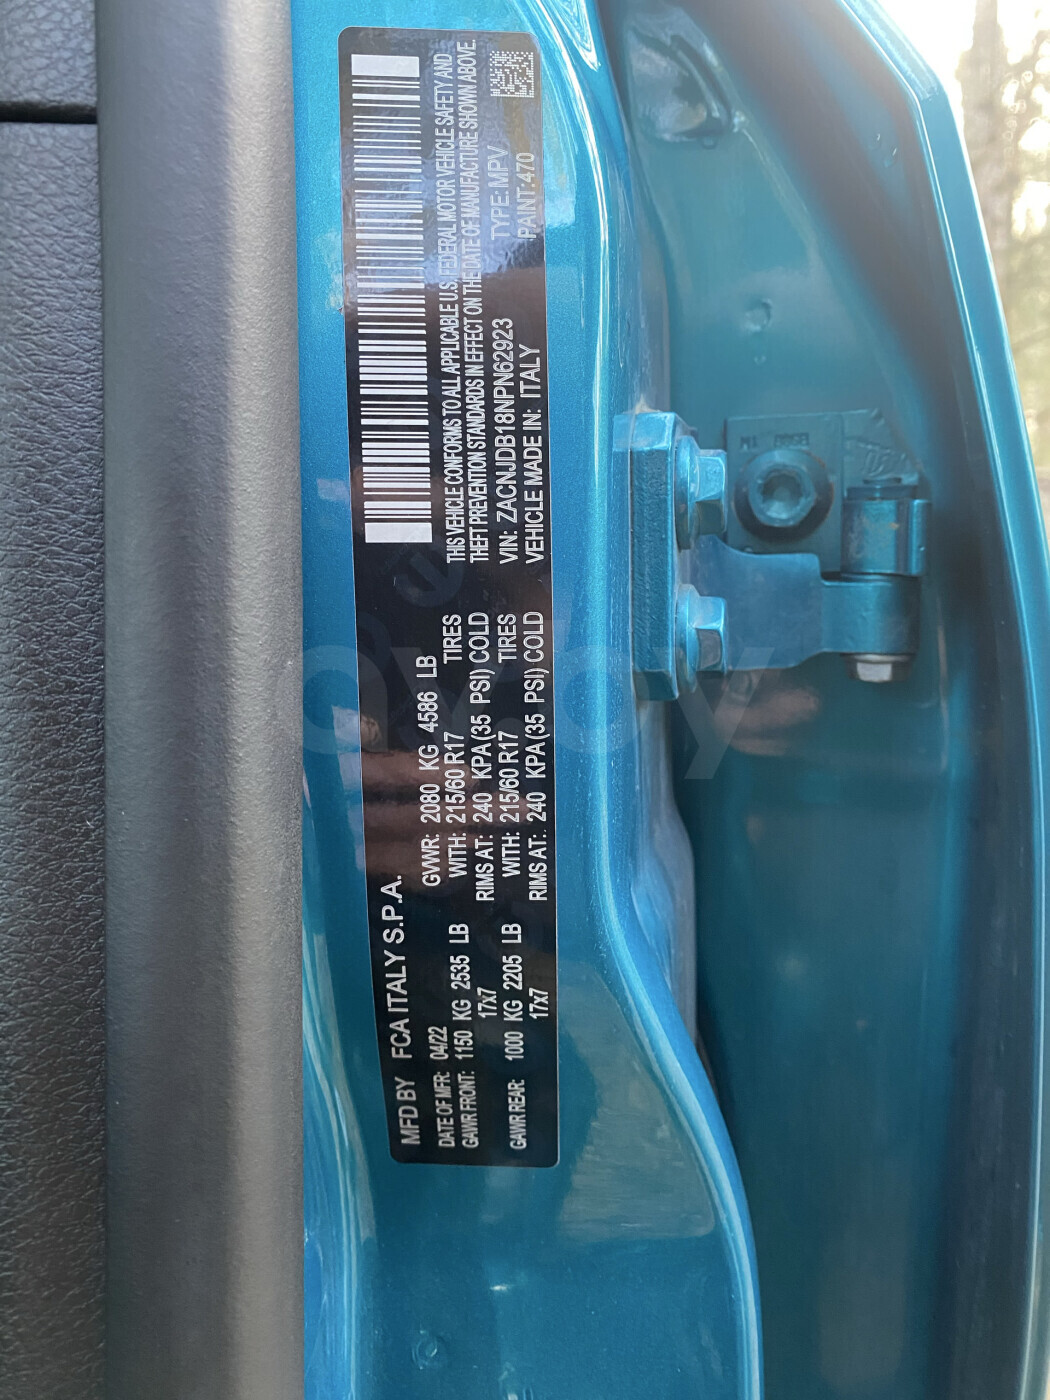 MFD BY FCA ITALY S.P.A.
DATE OF MFR: 04/22 GVWR: 2080 KG 4586 LB
GAWR FRONT: 1150 KG 2535 LB WITH: 215/60 R17 TIRES
17x7 RIMS AT: 240 KPA (35 PSI) COLD
GAWR REAR: 1000 KG 2205 LB WITH: 215/60 R17 TIRES
17x7 RIMS AT: 240 KPA (35 PSI) COLD
THIS VEHICLE CONFORMS TO ALL APPLICABLE U.S. FEDERAL MOTOR VEHICLE SAFETY AND
THEFT PREVENTION STANDARDS IN EFFECT ON THE DATE OF MANUFACTURE SHOWN ABOVE.
VIN: ZACNJDB18NPN62923 TYPE: MPV
VEHICLE MADE IN: ITALY PAINT: 470
av.by